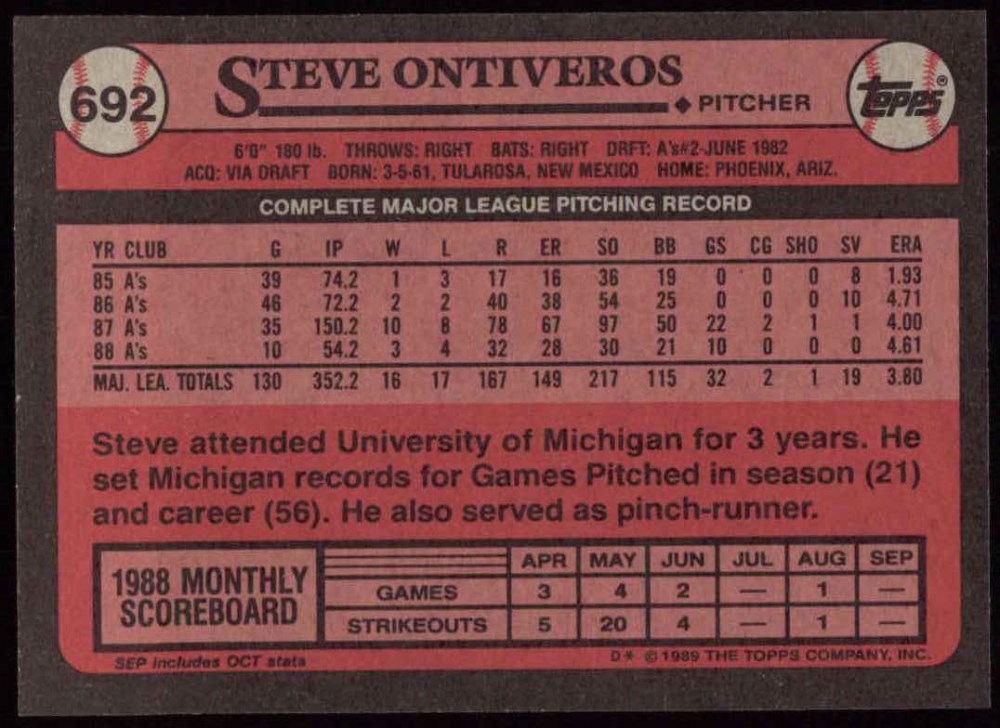 692
STEVE ONTIVEROS
PITCHER
TOPPS®
6'0" 180 lb. THROWS: RIGHT BATS: RIGHT DRFT: A's#2-JUNE 1982
ACQ: VIA DRAFT BORN: 3-5-61, TULAROSA, NEW MEXICO HOME: PHOENIX, ARIZ.
COMPLETE MAJOR LEAGUE PITCHING RECORD
YR CLUB G IP W L R ER SO BB GS CG SHO SV ERA
85 A's 39 74.2 1 3 17 16 36 19 0 0 0 8 1.93
86 A's 46 72.2 2 2 40 38 54 25 0 0 0 10 4.71
87 A's 35 150.2 10 8 78 67 97 50 22 2 1 1 4.00
88 A's 10 54.2 3 4 32 28 30 21 10 0 0 0 4.61
MAJ. LEA. TOTALS 130 352.2 16 17 167 149 217 115 32 2 1 19 3.80
Steve attended University of Michigan for 3 years. He
set Michigan records for Games Pitched in season (21)
and career (56). He also served as pinch-runner.
1988 MONTHLY
SCOREBOARD
APR MAY JUN JUL AUG SEP
GAMES 3 4 2 — 1 —
STRIKEOUTS 5 20 4 — 1 —
SEP includes OCT stats
D* © 1989 THE TOPPS COMPANY, INC.